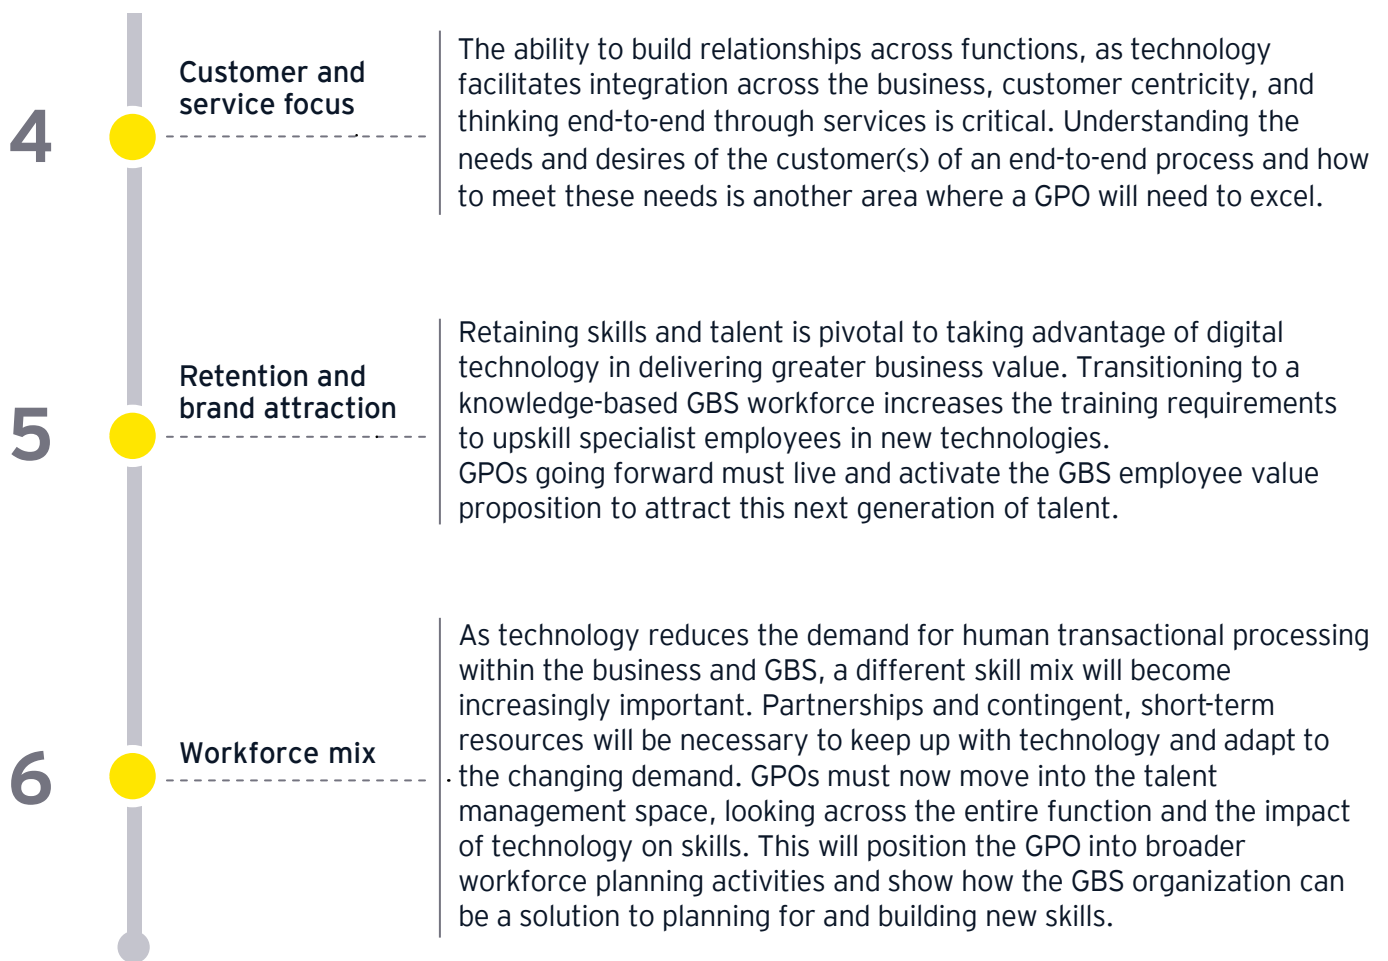 4
Customer and
service focus
The ability to build relationships across functions, as technology
facilitates integration across the business, customer centricity, and
thinking end-to-end through services is critical. Understanding the
needs and desires of the customer(s) of an end-to-end process and how
to meet these needs is another area where a GPO will need to excel.
5
Retention and
brand attraction
Retaining skills and talent is pivotal to taking advantage of digital
technology in delivering greater business value. Transitioning to a
knowledge-based GBS workforce increases the training requirements
to upskill specialist employees in new technologies.
GPOs going forward must live and activate the GBS employee value
proposition to attract this next generation of talent.
6
Workforce mix
As technology reduces the demand for human transactional processing
within the business and GBS, a different skill mix will become
increasingly important. Partnerships and contingent, short-term
resources will be necessary to keep up with technology and adapt to
the changing demand. GPOs must now move into the talent
management space, looking across the entire function and the impact
of technology on skills. This will position the GPO into broader
workforce planning activities and show how the GBS organization can
be a solution to planning for and building new skills.